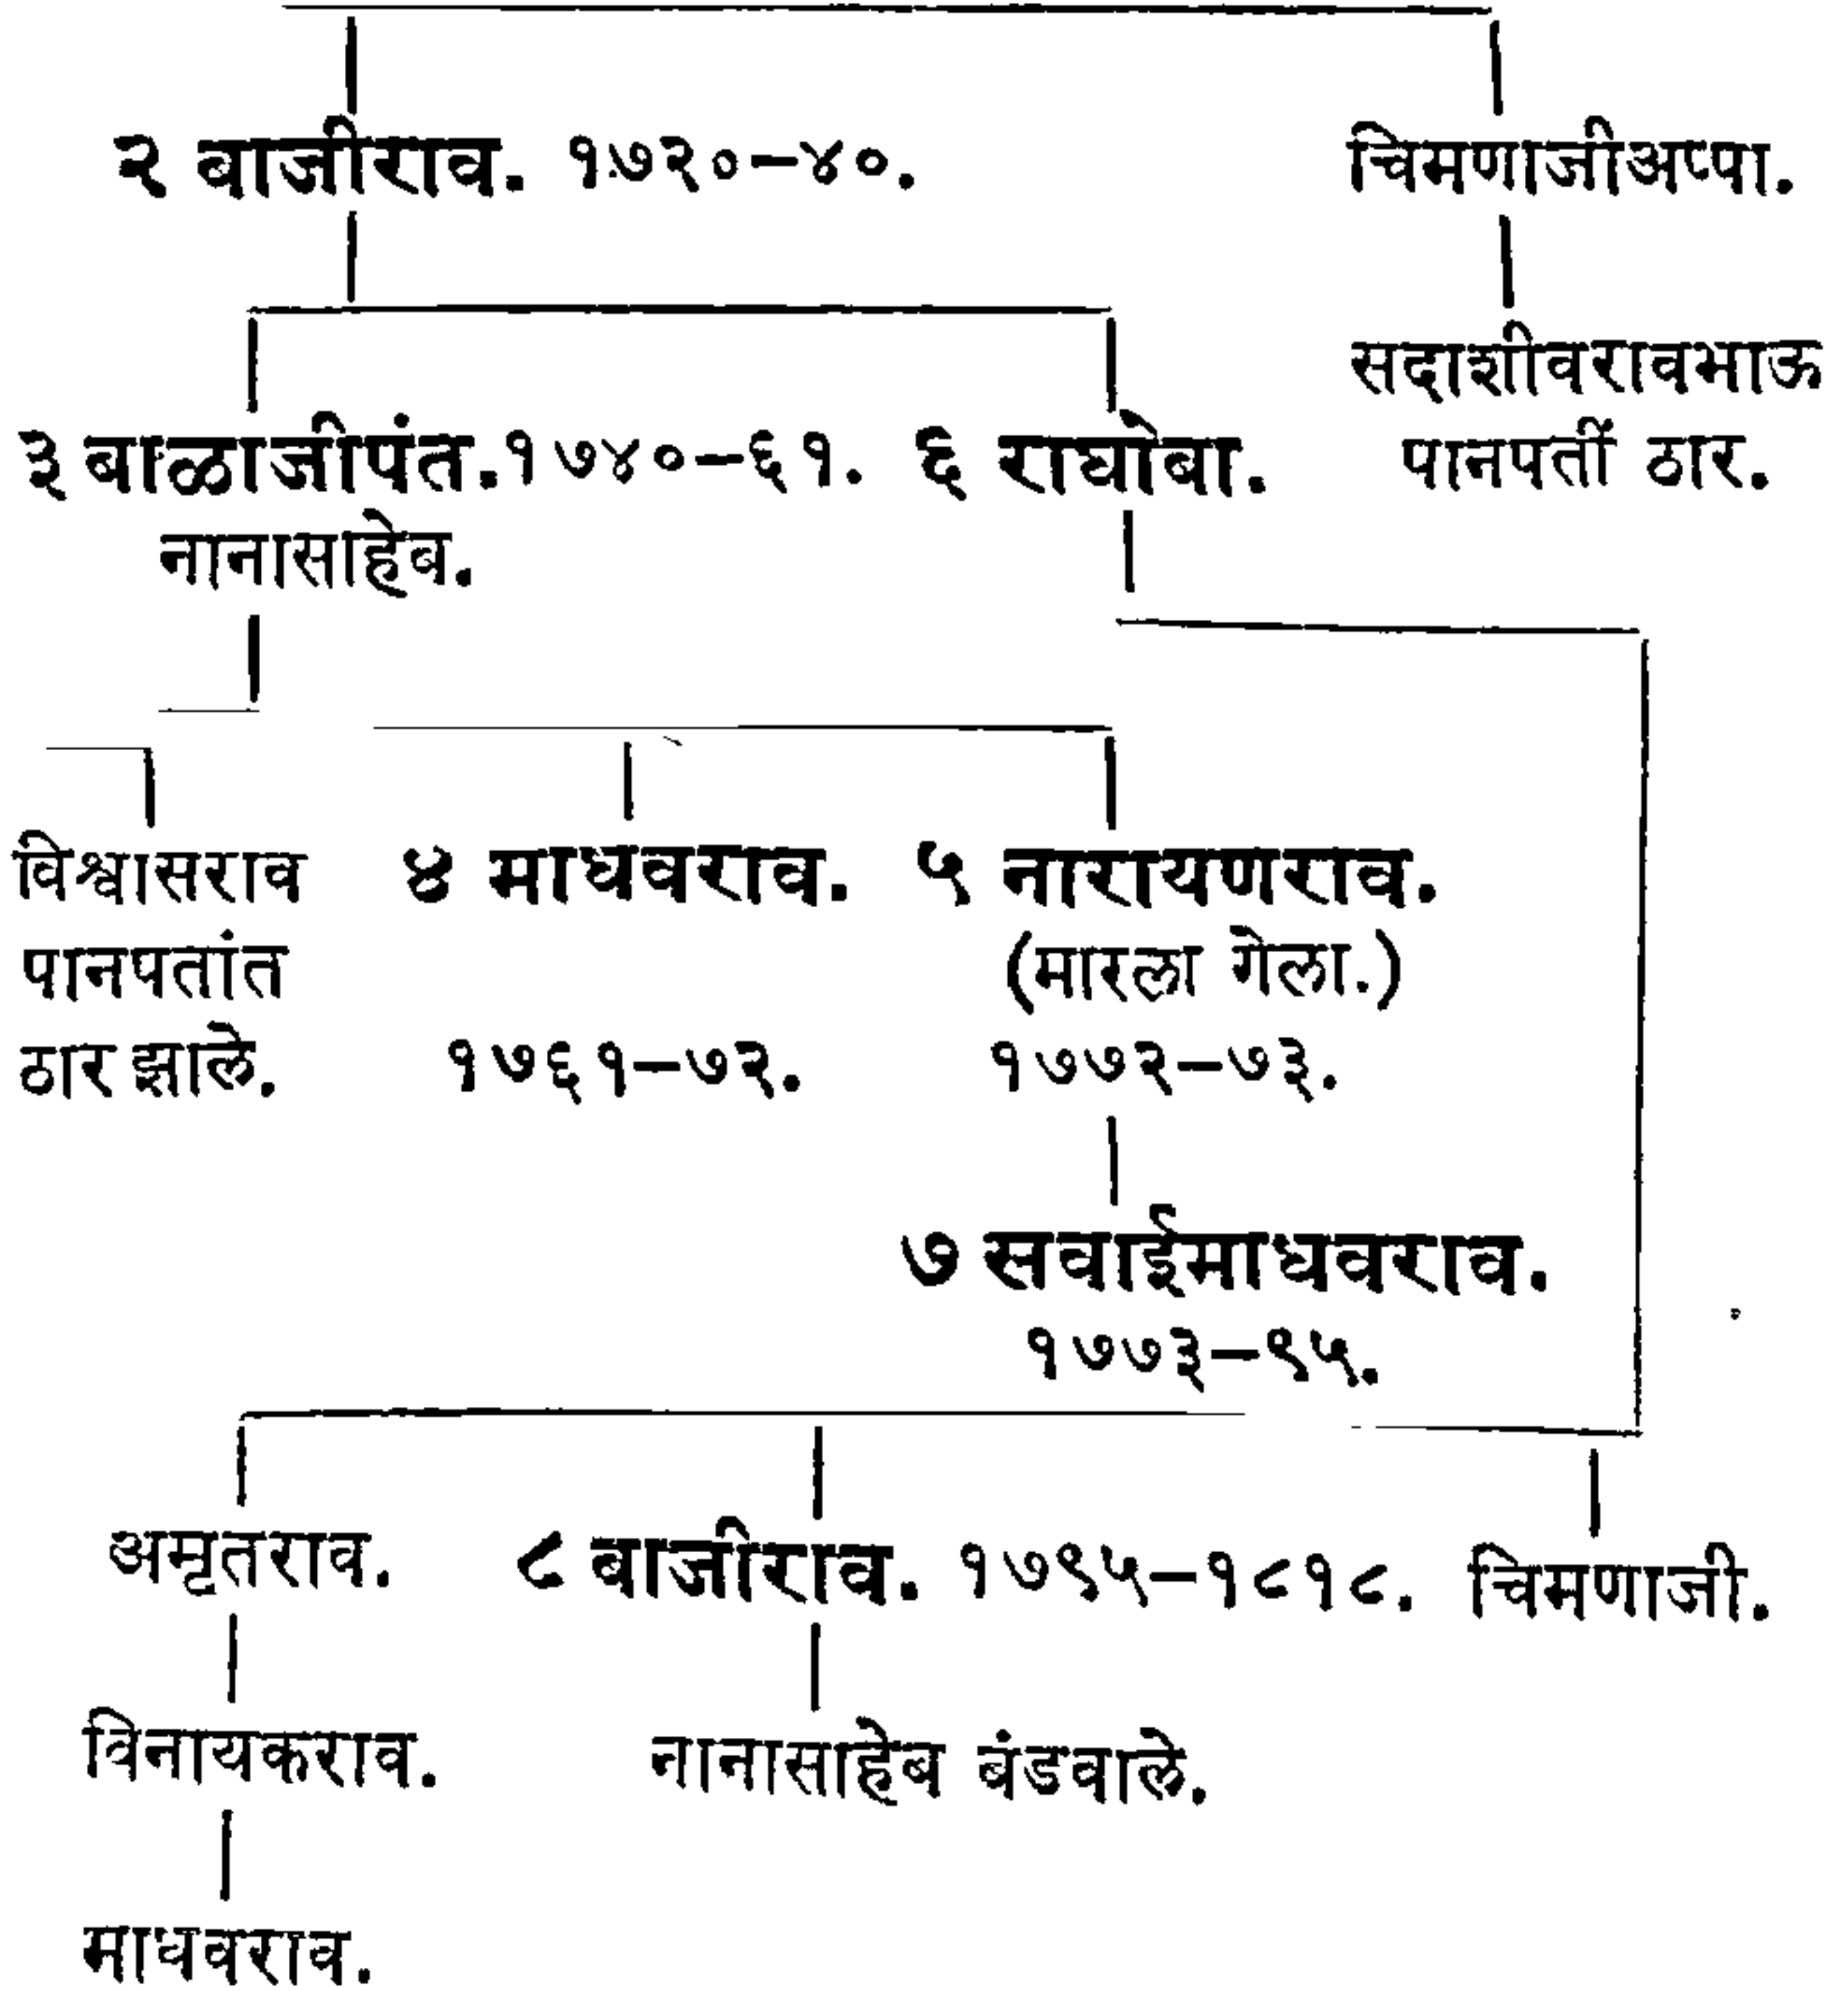 २ बाजीराव. १७२०–४०. चिमणाजीअप्पा.
सदाशीवरावभाऊ
३ बाळाजीपंत. १७४०–६१. ६ राघोबा. पानपतीं ठार.
नानासाहेब.
विश्वासराव ४ माधवराव. ५ नारायणराव.
पानपतांत (मारला गेला.)
ठार झाले. १७६१–७२. १७७२–७३.
७ सवाईमाधवराव.
१७७३–९५.
अमृतराव. ८ बाजीराव. १७९५–१८१८. चिमणाजी.
विनायकराव. नानासाहेब बंडवाले.
माधवराव.